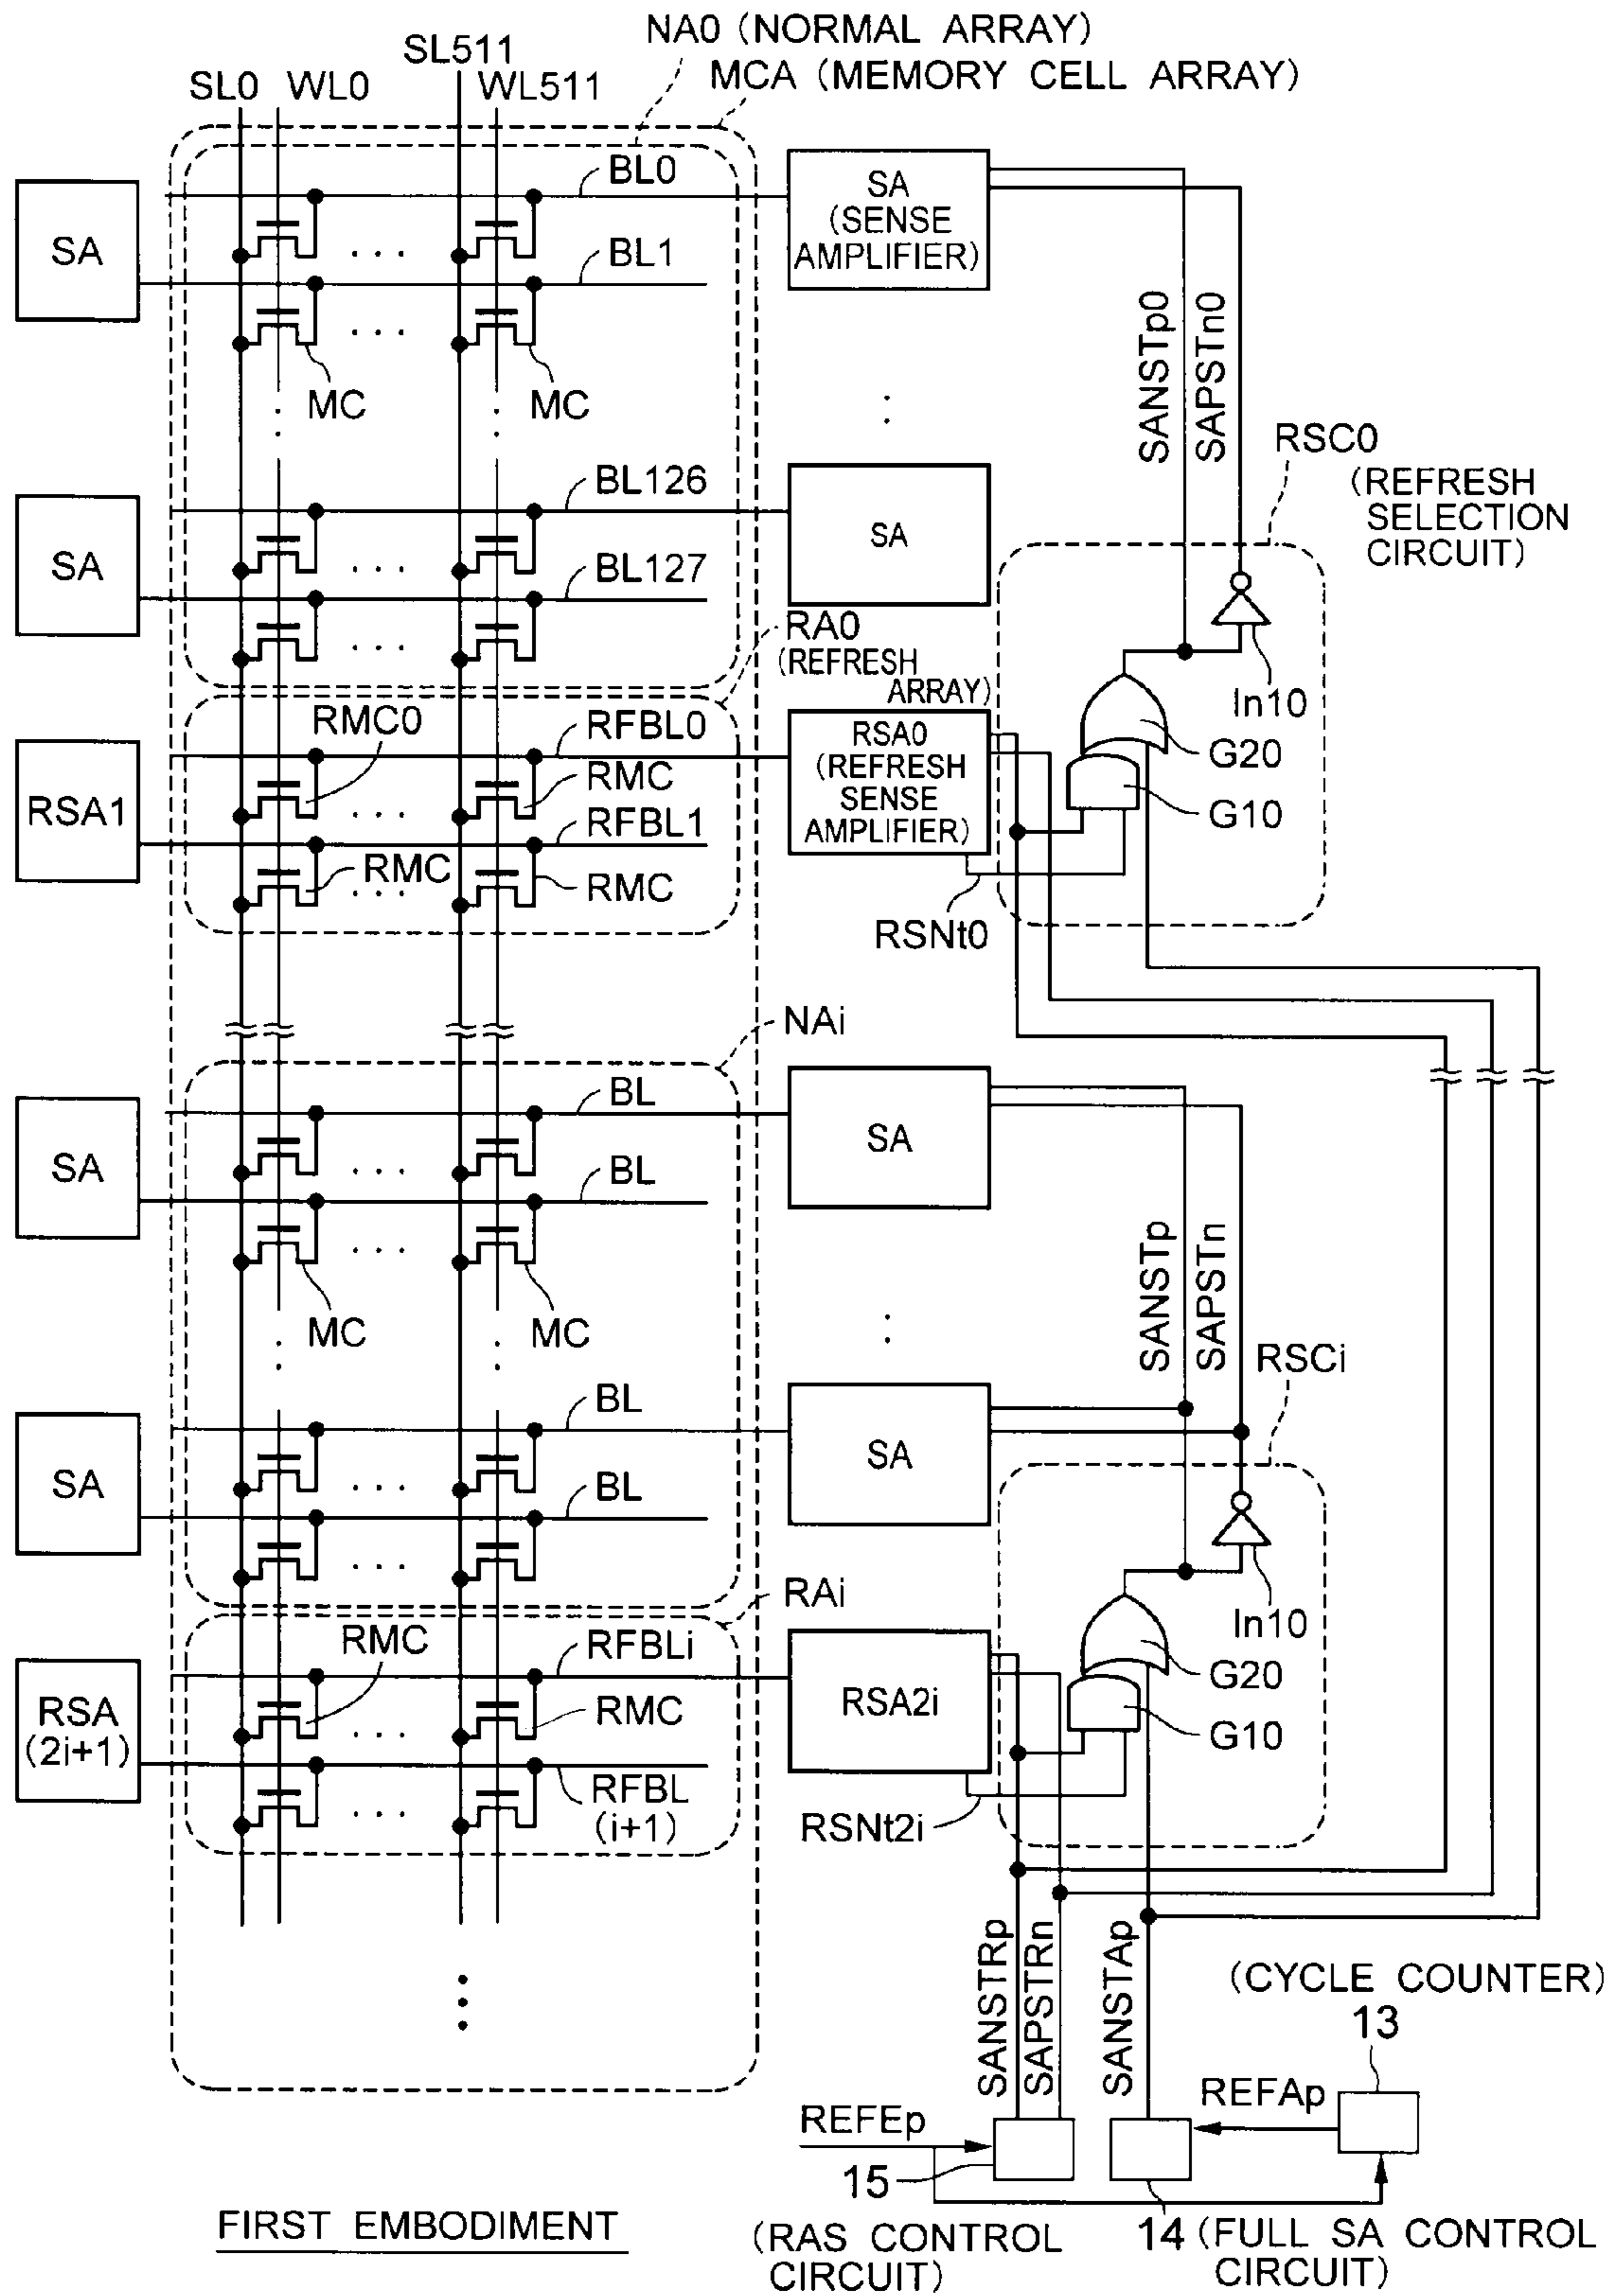 NA0 (NORMAL ARRAY)
SL511
MCA (MEMORY CELL ARRAY)
SL0 WL0
WL511
BL0
SA
(SENSE
AMPLIFIER)
SA
BL1
MC
MC
SANSTp0
SAPSTn0
RSC0
(REFRESH
SELECTION
CIRCUIT)
BL126
SA
SA
BL127
RA0
(REFRESH
ARRAY)
In10
RMC0
RFBL0
RSA0
(REFRESH
SENSE
AMPLIFIER)
G20
RSA1
RMC
RFBL1
G10
RMC
RMC
RSNt0
NAi
BL
SA
SA
BL
MC
MC
SANSTp
SAPSTn
RSCi
BL
SA
SA
BL
RAi
In10
RMC
RFBLi
G20
RSA
(2i+1)
RMC
RSA2i
G10
RFBL
(i+1)
RSNt2i
SANSTRp
SAPSTRn
SANSTAp
(CYCLE COUNTER)
13
REFAp
REFEp
15
FIRST EMBODIMENT
(RAS CONTROL
CIRCUIT)
14 (FULL SA CONTROL
CIRCUIT)